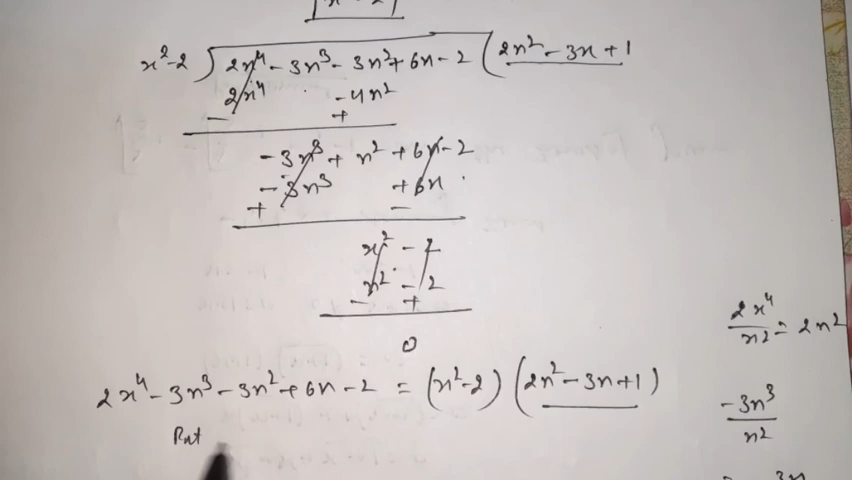 x²-2 ) 2x⁴ - 3x³ - 3x² + 6x - 2 ( 2x² - 3x + 1
2x⁴ - 4x²
- +
- 3x³ + x² + 6x - 2
- 3x³ + 6x
+ -
x² - 2
x² - 2
- +
0
2x⁴ / x² = 2x²
2x⁴ - 3x³ - 3x² + 6x - 2 = (x²-2) (2x² - 3x + 1)
-3x³ / x²
Put